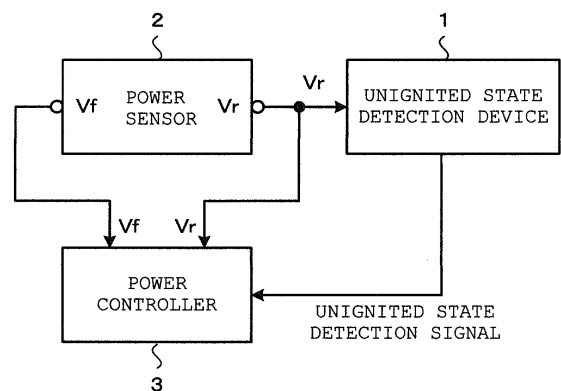 2
1
Vf
POWER
SENSOR
Vr
Vr
UNIGNITED STATE
DETECTION DEVICE
Vf
Vr
POWER
CONTROLLER
UNIGNITED STATE
DETECTION SIGNAL
3